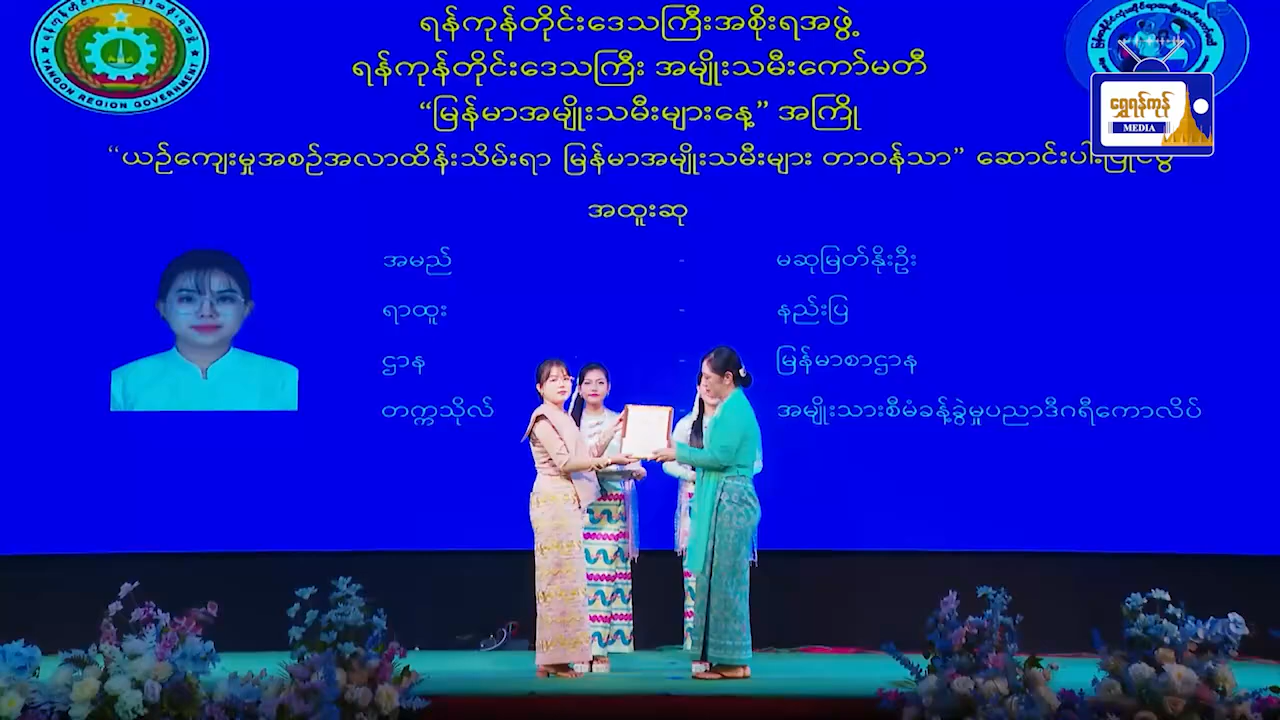 ရန်ကုန်တိုင်းဒေသကြီးအစိုးရအဖွဲ့
ရန်ကုန်တိုင်းဒေသကြီး အမျိုးသမီးကော်မတီ
“မြန်မာအမျိုးသမီးများနေ့” အကြို
“ယဉ်ကျေးမှုအစဉ်အလာထိန်းသိမ်းရာ မြန်မာအမျိုးသမီးများ တာဝန်သာ” ဆောင်းပါးပြိုင်ပွဲ
အထူးဆု
YANGON REGION GOVERNMENT
ရွှေရန်ကုန်
MEDIA
အမည် - မဆုမြတ်နိုးဦး
ရာထူး - နည်းပြ
ဌာန - မြန်မာစာဌာန
တက္ကသိုလ် - အမျိုးသားစီမံခန့်ခွဲမှုပညာဒီဂရီကောလိပ်